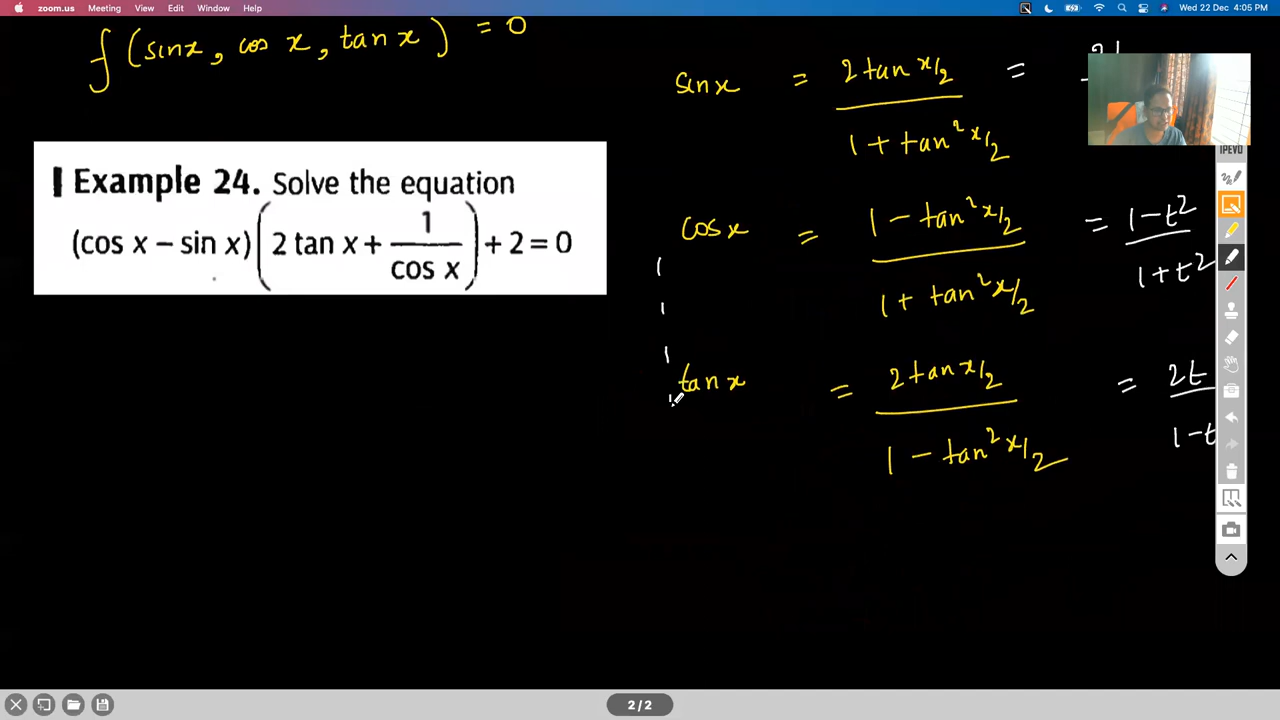 zoom.us Meeting View Edit Window Help Wed 22 Dec 4:05 PM
f (sinx, cos x, tan x) = 0
sinx = 2 tan x/2 / 1 + tan² x/2 =
Example 24. Solve the equation
(cos x – sin x) ( 2 tan x + 1 / cos x ) + 2 = 0
cosx = 1 - tan² x/2 / 1 + tan² x/2 = 1-t² / 1+t²
tanx = 2 tan x/2 / 1 - tan² x/2 = 2t / 1-t
IPEVO
2/2